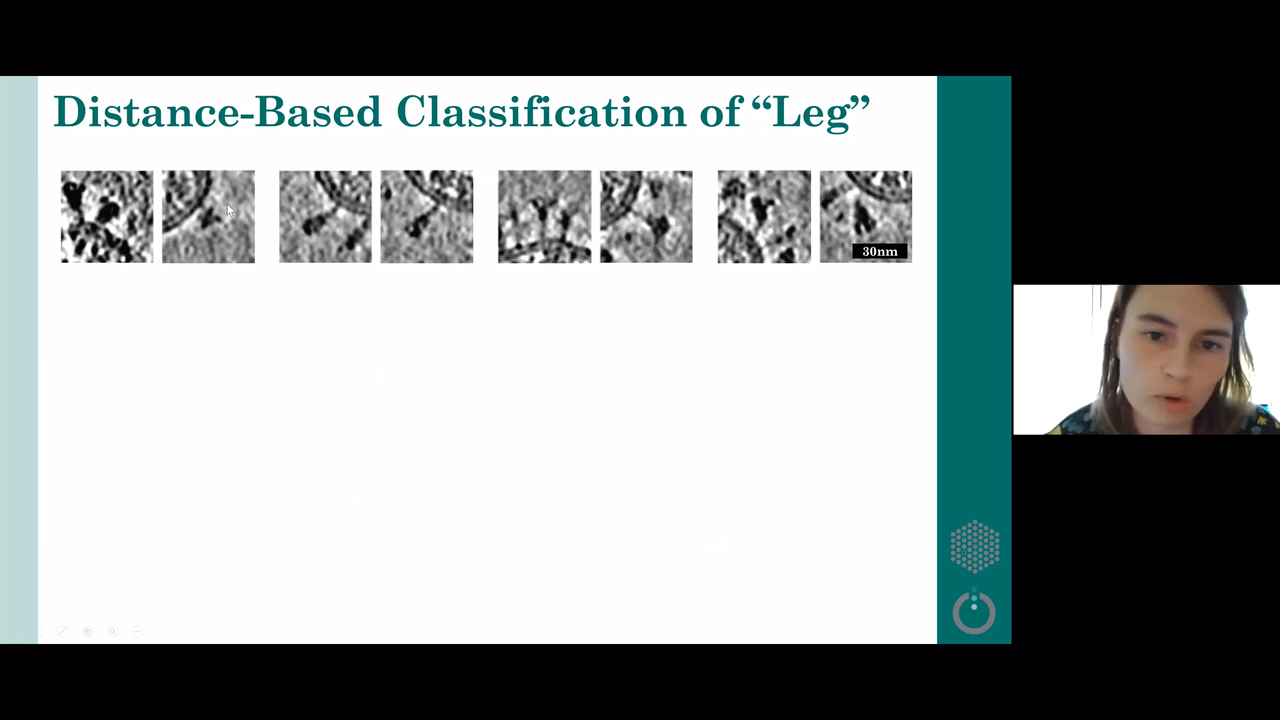 Distance-Based Classification of “Leg”
30nm